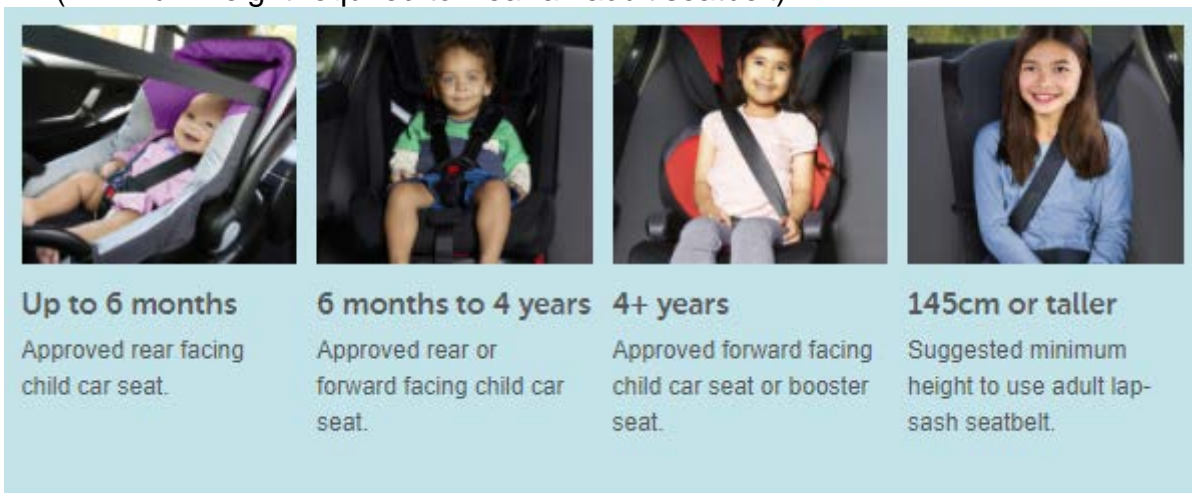 adult seatbelt)
Up to 6 months
Approved rear facing
child car seat.
6 months to 4 years
Approved rear or
forward facing child car
seat.
4+ years
Approved forward facing
child car seat or booster
seat.
145cm or taller
Suggested minimum
height to use adult lap-
sash seatbelt.